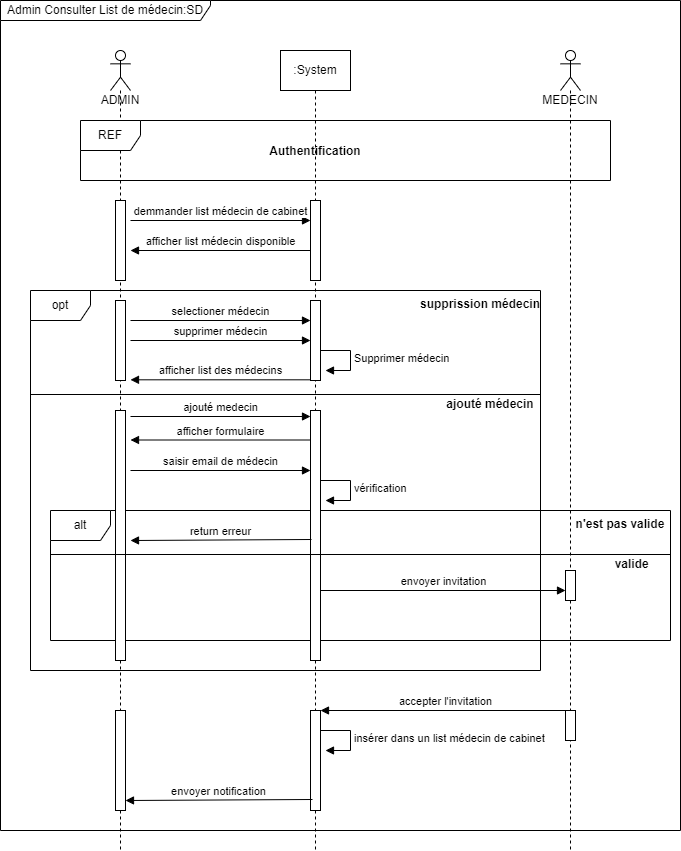 Admin Consulter List de médecin:SD
ADMIN
:System
MEDECIN
REF
Authentification
demmander list médecin de cabinet
afficher list médecin disponible
opt
supprission médecin
selectioner médecin
supprimer médecin
Supprimer médecin
afficher list des médecins
ajouté médecin
ajouté medecin
afficher formulaire
saisir email de médecin
vérification
alt
n'est pas valide
return erreur
valide
envoyer invitation
accepter l'invitation
insérer dans un list médecin de cabinet
envoyer notification